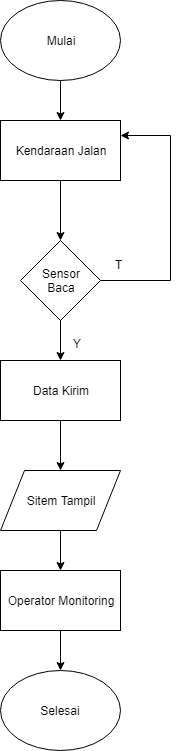 Mulai
Kendaraan Jalan
Sensor
Baca
T
Y
Data Kirim
Sitem Tampil
Operator Monitoring
Selesai